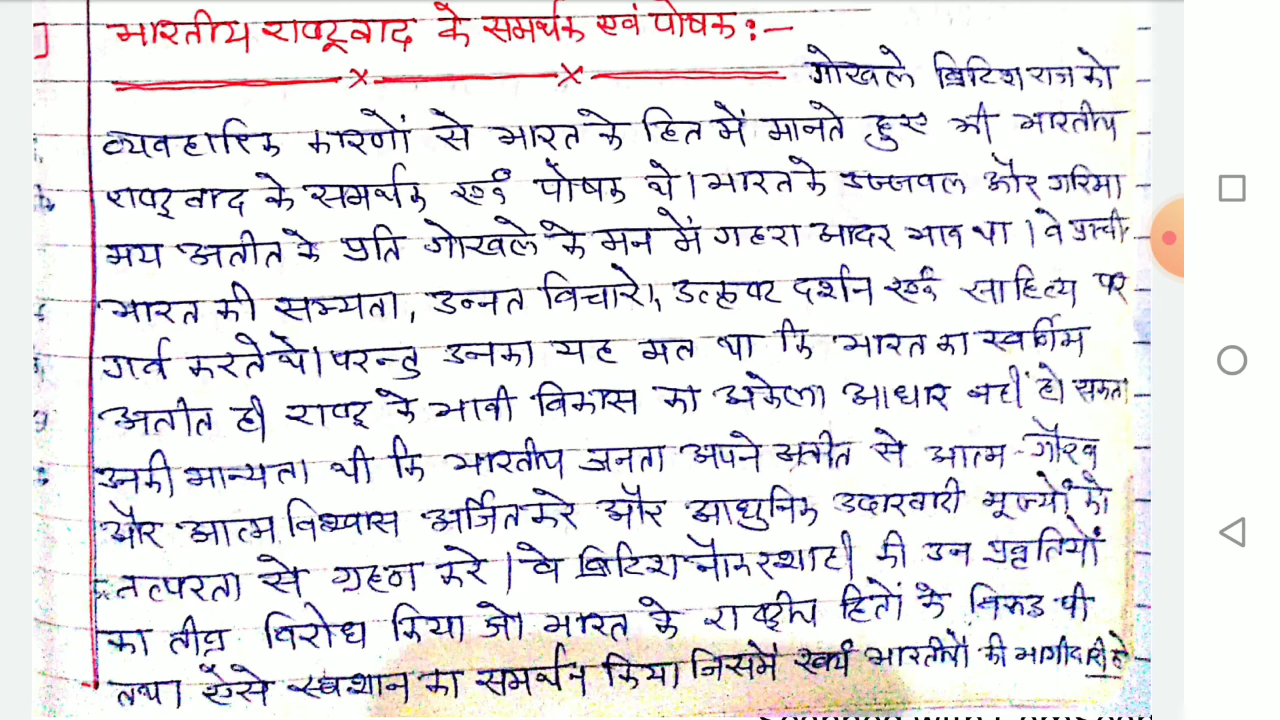 भारतीय राष्ट्रवाद के समर्थक एवं पोषक :-
गोखले ब्रिटिश राज को
व्यवहारिक कारणों से भारत के हित में मानते हुए भी भारतीय
राष्ट्रवाद के समर्थक एवं पोषक थे। भारत के उज्जवल और गरिमा
मय अतीत के प्रति गोखले के मन में गहरा आदर भाव था। वे
भारत की सभ्यता, उन्नत विचारों, उत्कृष्ट दर्शन एवं साहित्य पर
गर्व करते थे। परन्तु उनका यह मत था कि भारत का स्वर्णिम
अतीत ही राष्ट्र के भावी विकास का अकेला आधार नहीं हो सकता
उनकी मान्यता थी कि भारतीय जनता अपने अतीत से आत्म-गौरव
और आत्म विश्वास अर्जित करे और आधुनिक उदारवादी मूल्यों को
तत्परता से ग्रहण करे। वे ब्रिटिश नौकरशाही की उन प्रवृतियों
का तीव्र विरोध किया जो भारत के राष्ट्रीय हितों के विरुद्ध थी
तथा ऐसे स्वशासन का समर्थन किया जिसमें स्वयं भारतीयों की भागीदारी हो